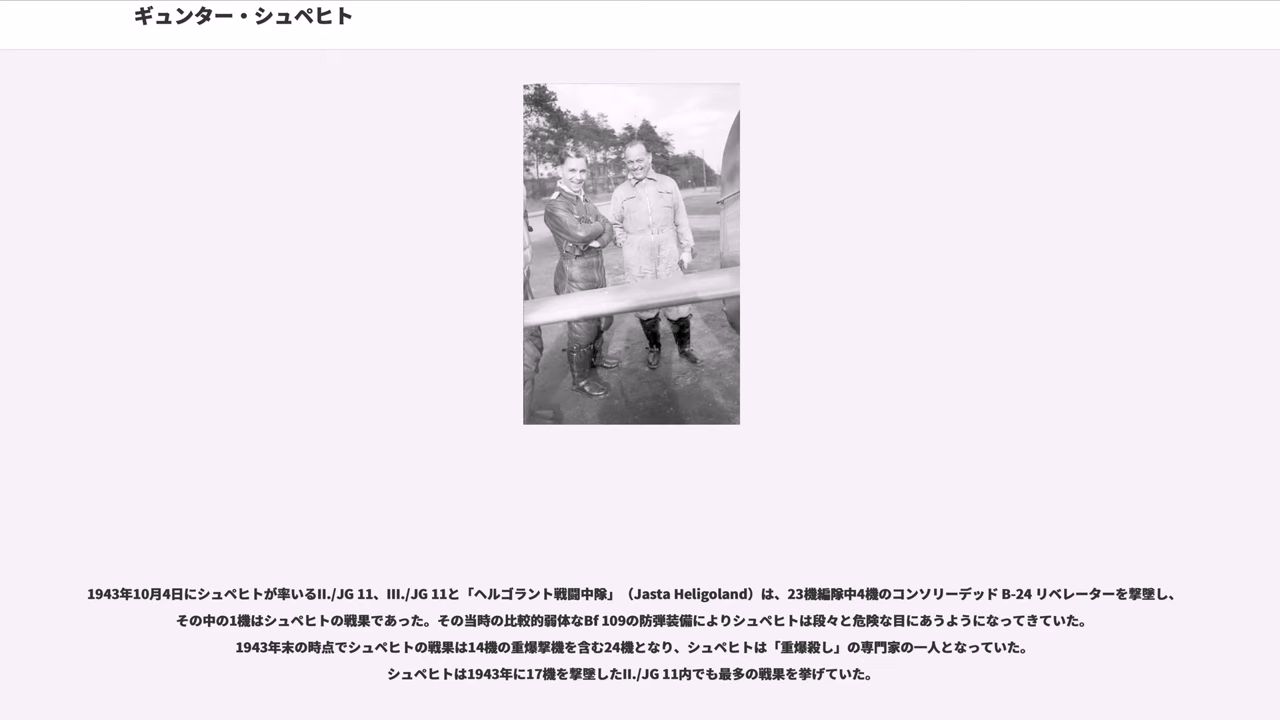 ギュンター・シュペヒト
1943年10月4日にシュペヒトが率いるII./JG 11、III./JG 11と「ヘルゴラント戦闘中隊」（Jasta Heligoland）は、23機編隊中4機のコンソリーデッド B-24 リベレーターを撃墜し、
その中の1機はシュペヒトの戦果であった。その当時の比較的弱体なBf 109の防弾装備によりシュペヒトは段々と危険な目にあうようになってきていた。
1943年末の時点でシュペヒトの戦果は14機の重爆撃機を含む24機となり、シュペヒトは「重爆殺し」の専門家の一人となっていた。
シュペヒトは1943年に17機を撃墜したII./JG 11内でも最多の戦果を挙げていた。